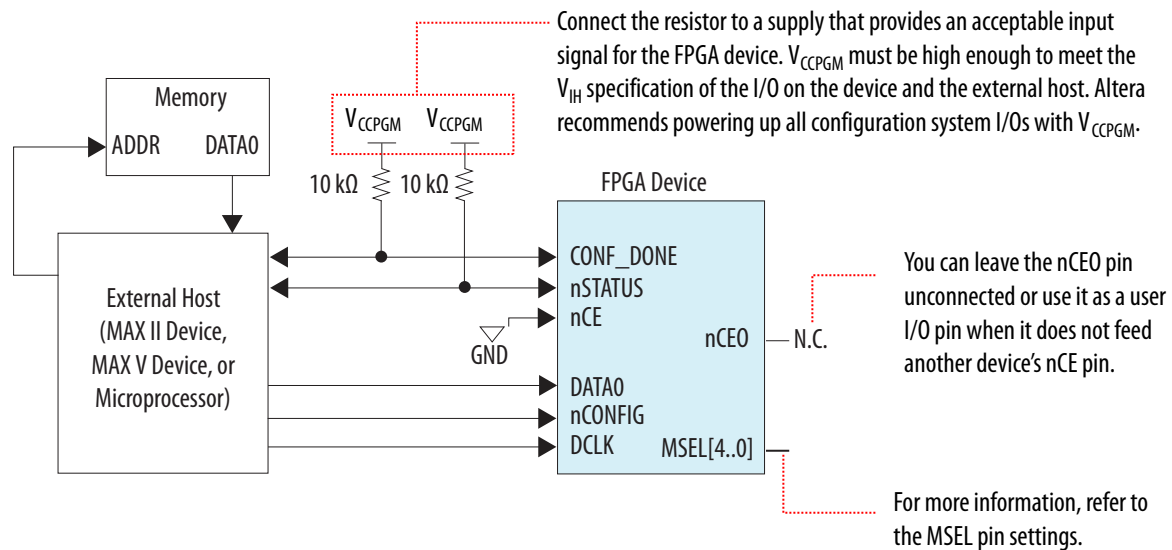 Connect the resistor to a supply that provides an acceptable input
signal for the FPGA device. VCCPGM must be high enough to meet the
VIH specification of the I/O on the device and the external host. Altera
recommends powering up all configuration system I/Os with VCCPGM.
Memory
ADDR DATA0
VCCPGM VCCPGM
10 kΩ 10 kΩ
FPGA Device
External Host
(MAX II Device,
MAX V Device, or
Microprocessor)
CONF_DONE
nSTATUS
nCE
GND
nCEO N.C.
DATA0
nCONFIG
DCLK
MSEL[4..0]
You can leave the nCEO pin
unconnected or use it as a user
I/O pin when it does not feed
another device's nCE pin.
For more information, refer to
the MSEL pin settings.